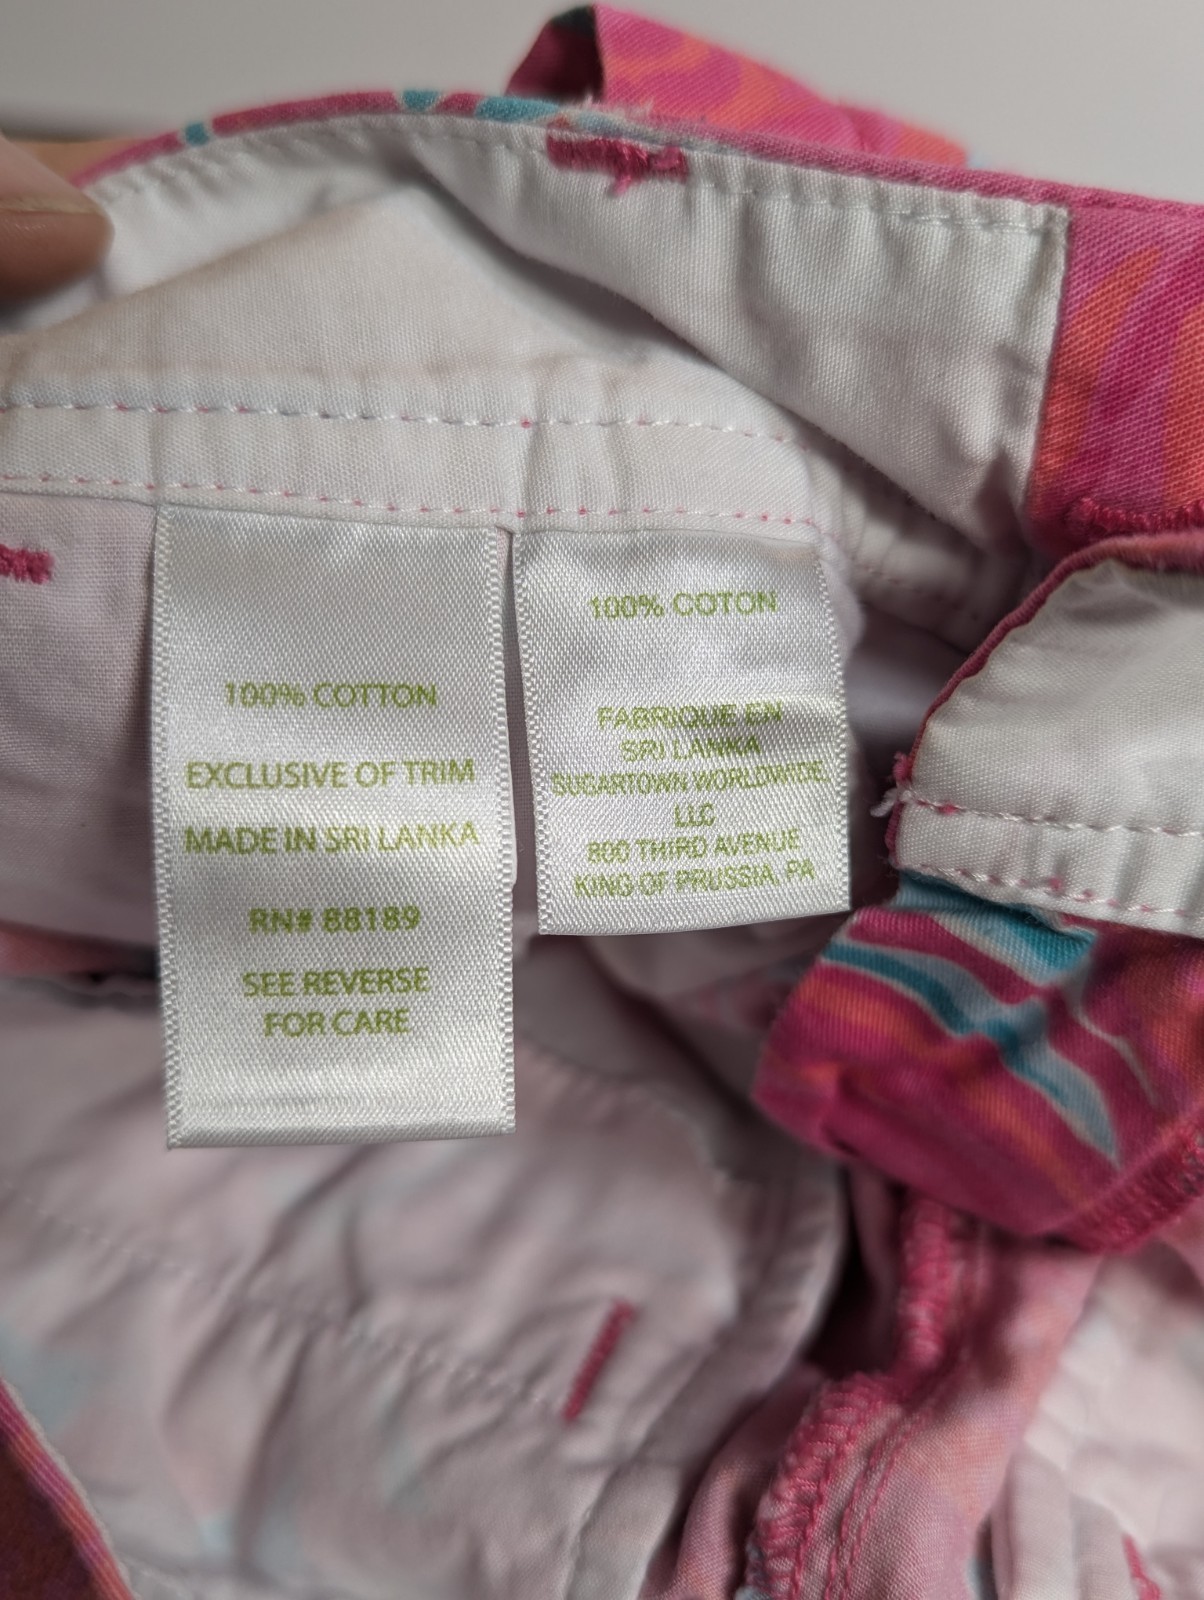 100% COTTON
EXCLUSIVE OF TRIM
MADE IN SRI LANKA
RN# 88189
SEE REVERSE
FOR CARE
100% COTON
FABRIQUE EN
SRI LANKA
SUGARTOWN WORLDWIDE
LLC
800 THIRD AVENUE
KING OF PRUSSIA, PA